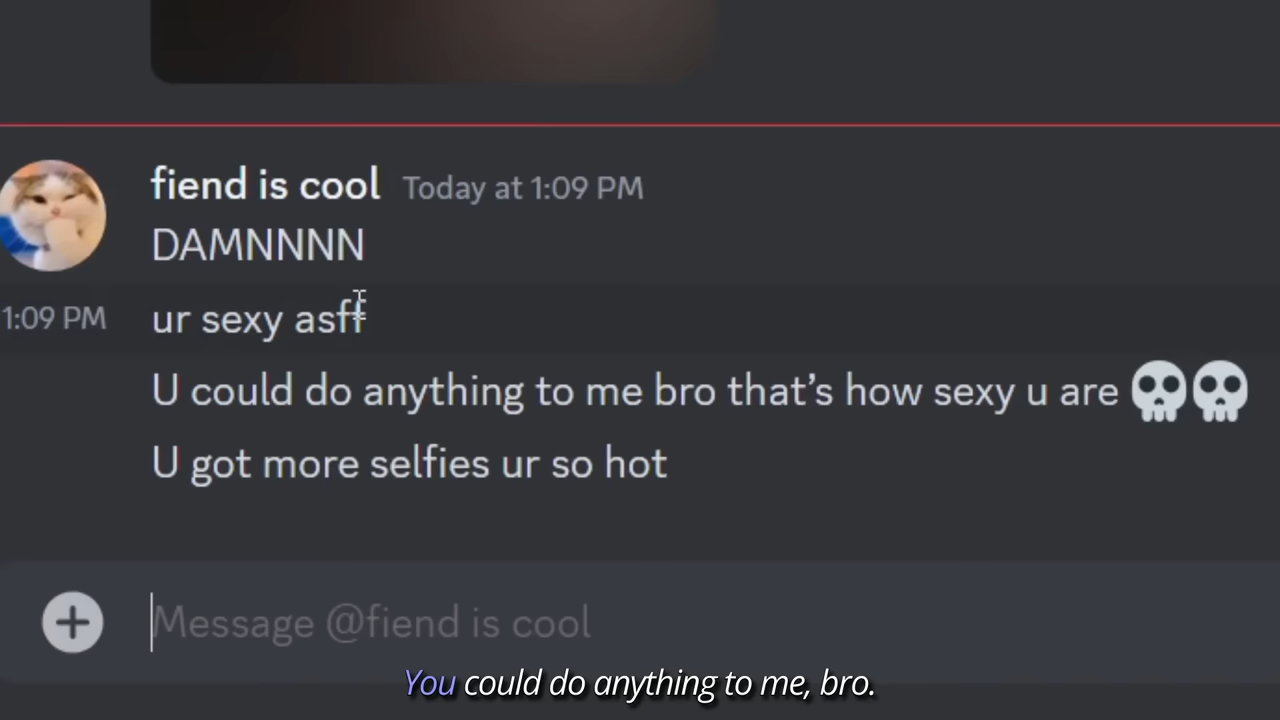 fiend is cool Today at 1:09 PM
DAMNNNN
1:09 PM ur sexy asff
U could do anything to me bro that’s how sexy u are 💀💀
U got more selfies ur so hot
Message @fiend is cool
You could do anything to me, bro.